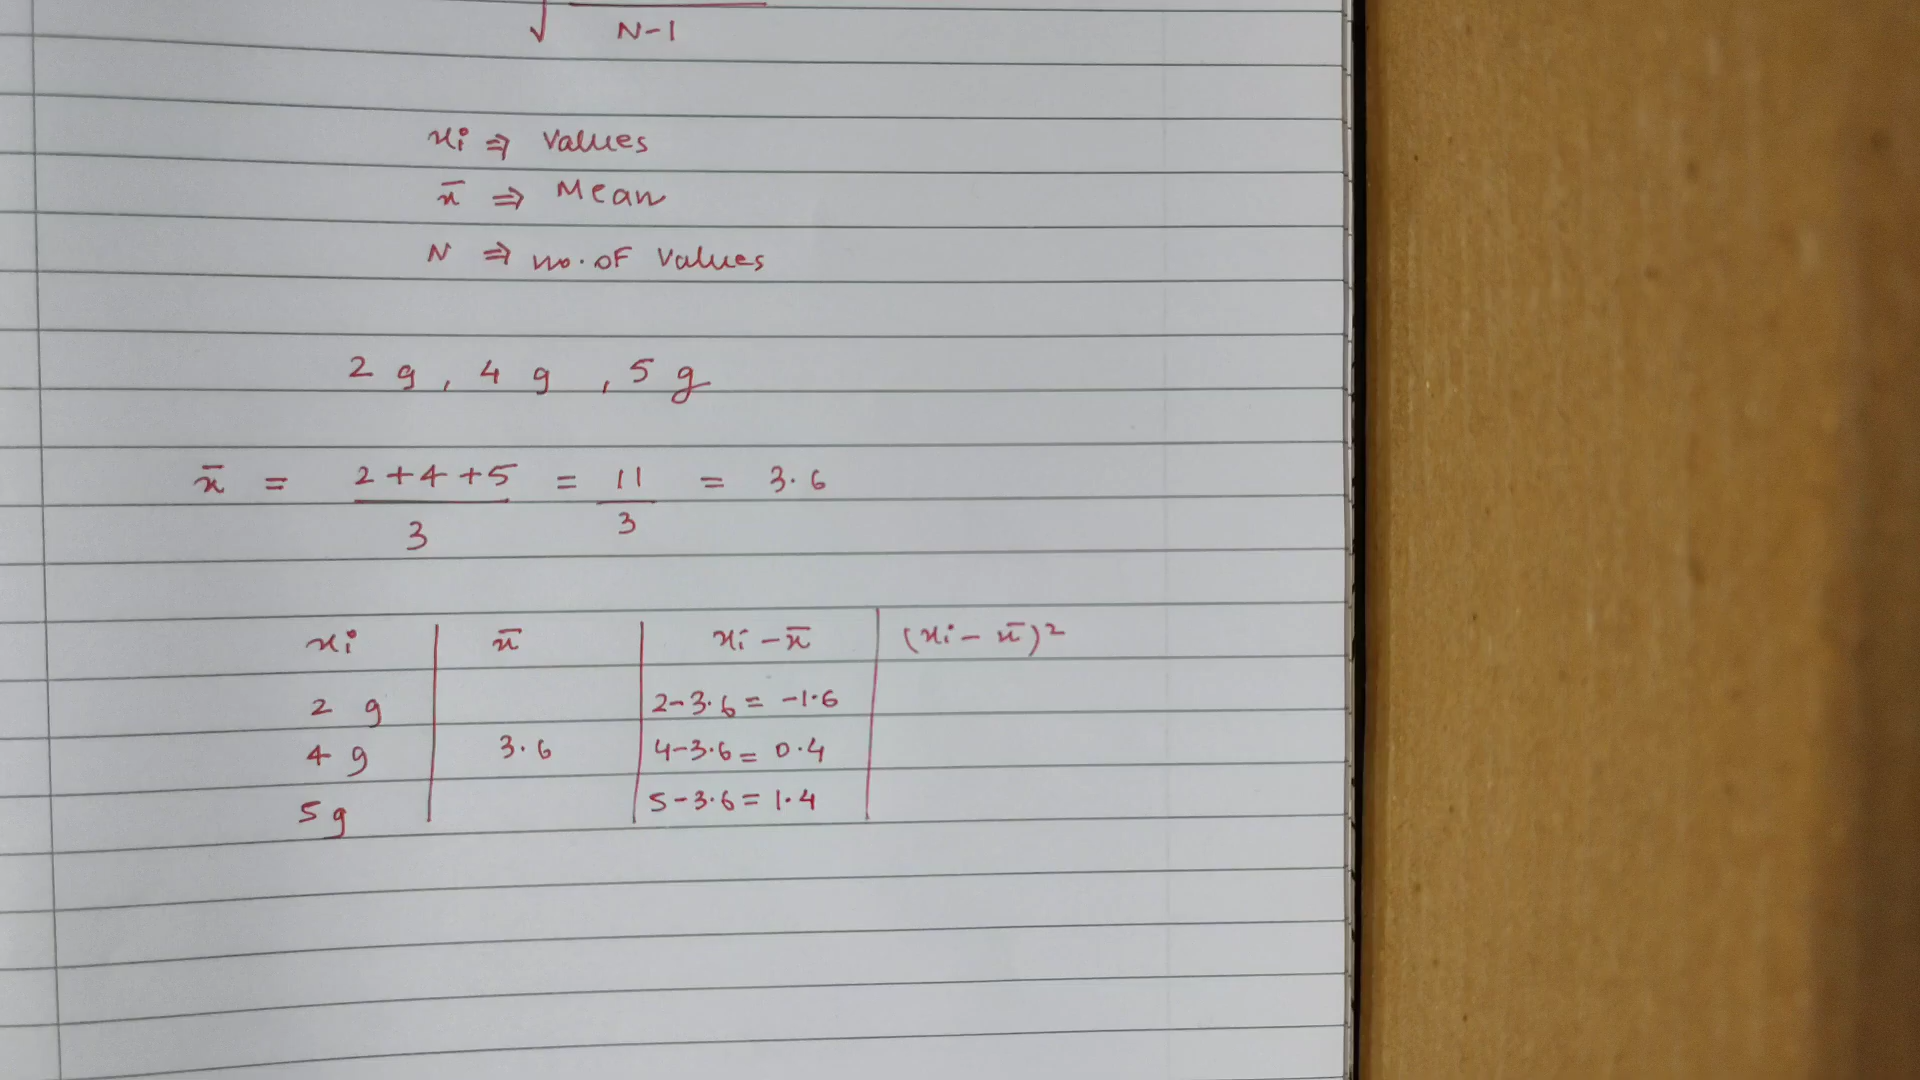 √ N-1
xi ⇒ Values
x̄ ⇒ Mean
N ⇒ no. of Values
2 g , 4 g , 5 g
x̄ = 2+4+5 / 3 = 11 / 3 = 3.6
xi | x̄ | xi - x̄ | (xi - x̄)²
2 g | | 2-3.6 = -1.6 |
4 g | 3.6 | 4-3.6 = 0.4 |
5 g | | 5-3.6 = 1.4 |